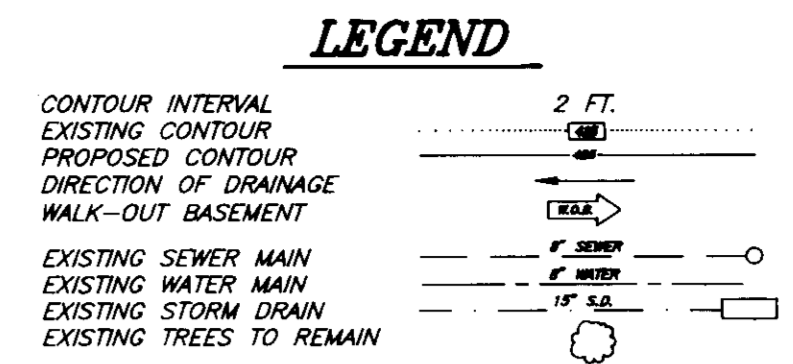 LEGEND
CONTOUR INTERVAL 2 FT.
EXISTING CONTOUR
PROPOSED CONTOUR
DIRECTION OF DRAINAGE
WALK-OUT BASEMENT W.O.B.
EXISTING SEWER MAIN 8" SEWER
EXISTING WATER MAIN 8" WATER
EXISTING STORM DRAIN 15" S.D.
EXISTING TREES TO REMAIN